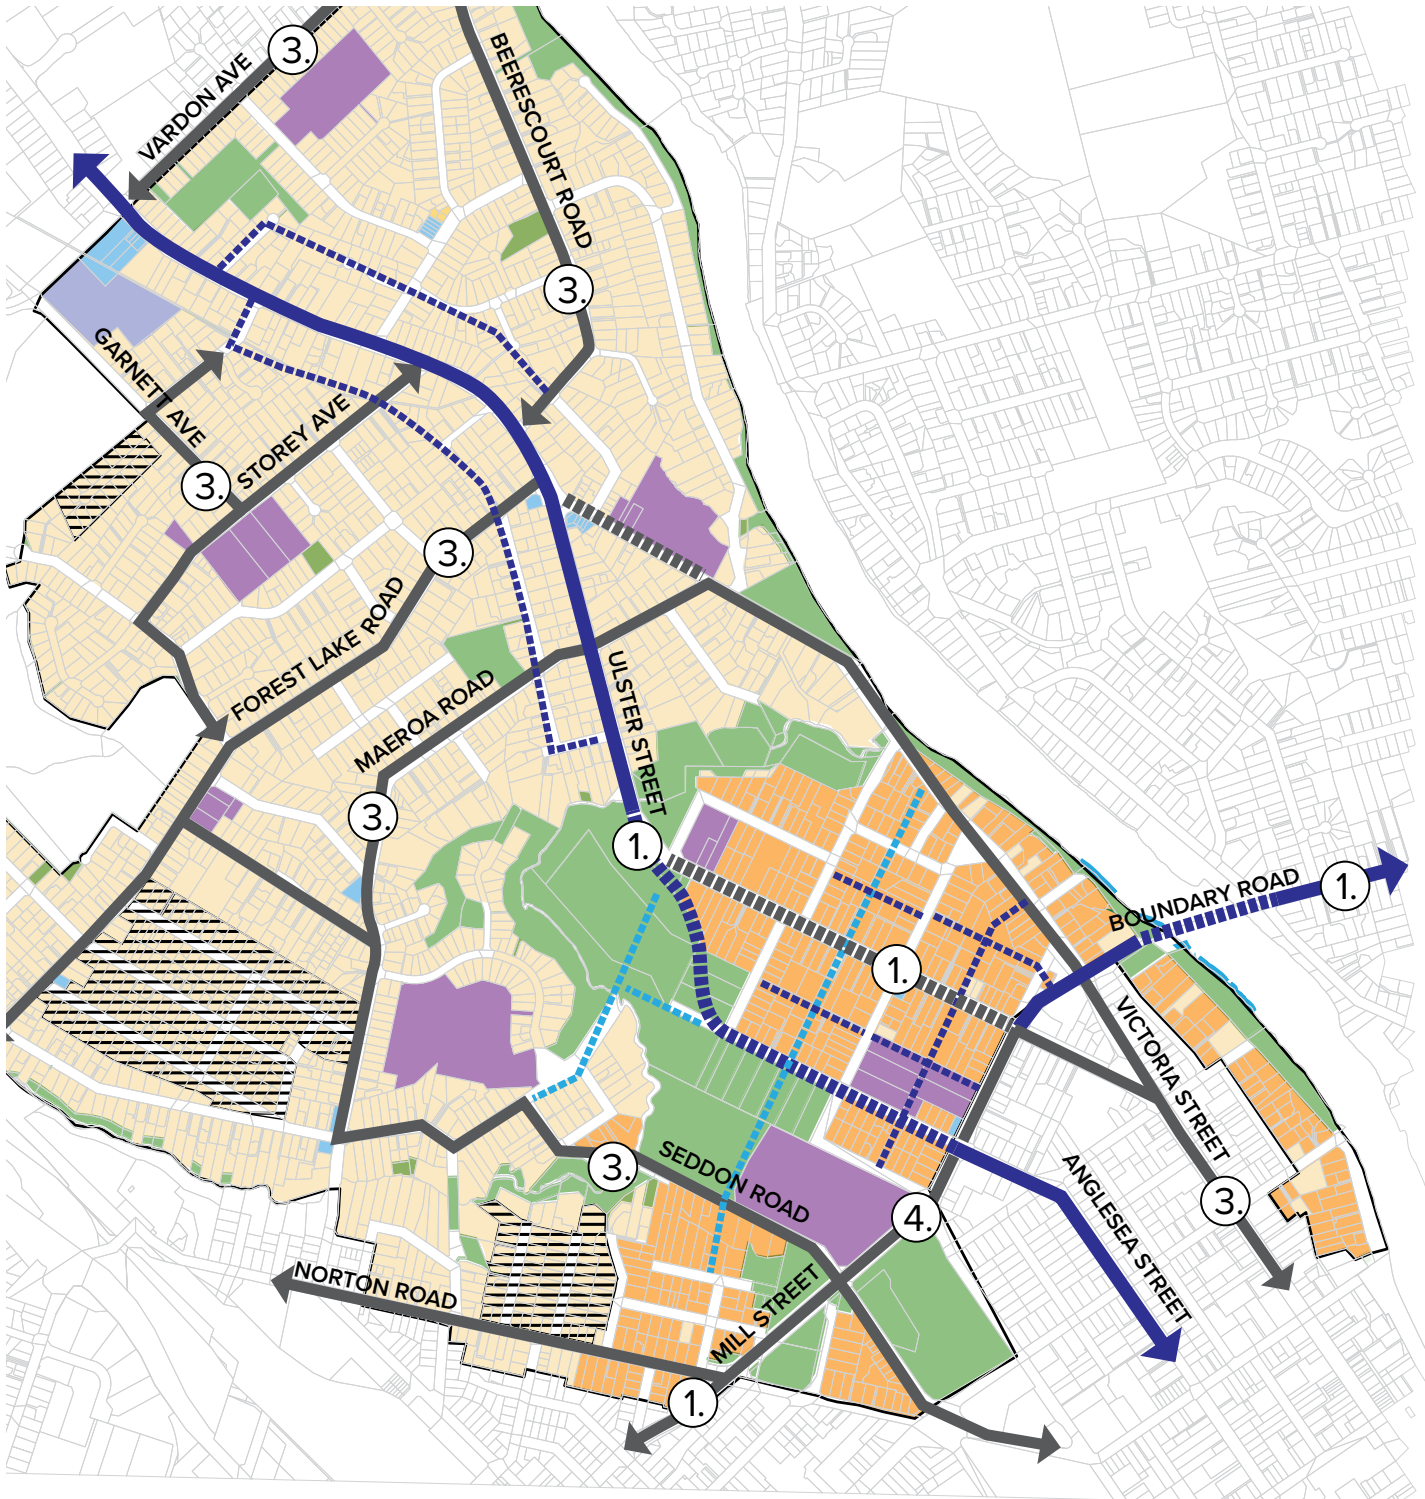 3.
VARDON AVE
BEERESCOURT ROAD
3.
GARNETT AVE
STOREY AVE
3.
3.
FOREST LAKE ROAD
MAEROA ROAD
ULSTER STREET
3.
1.
BOUNDARY ROAD
1.
1.
VICTORIA STREET
SEDDON ROAD
3.
ANGLESEA STREET
3.
4.
NORTON ROAD
MILL STREET
1.